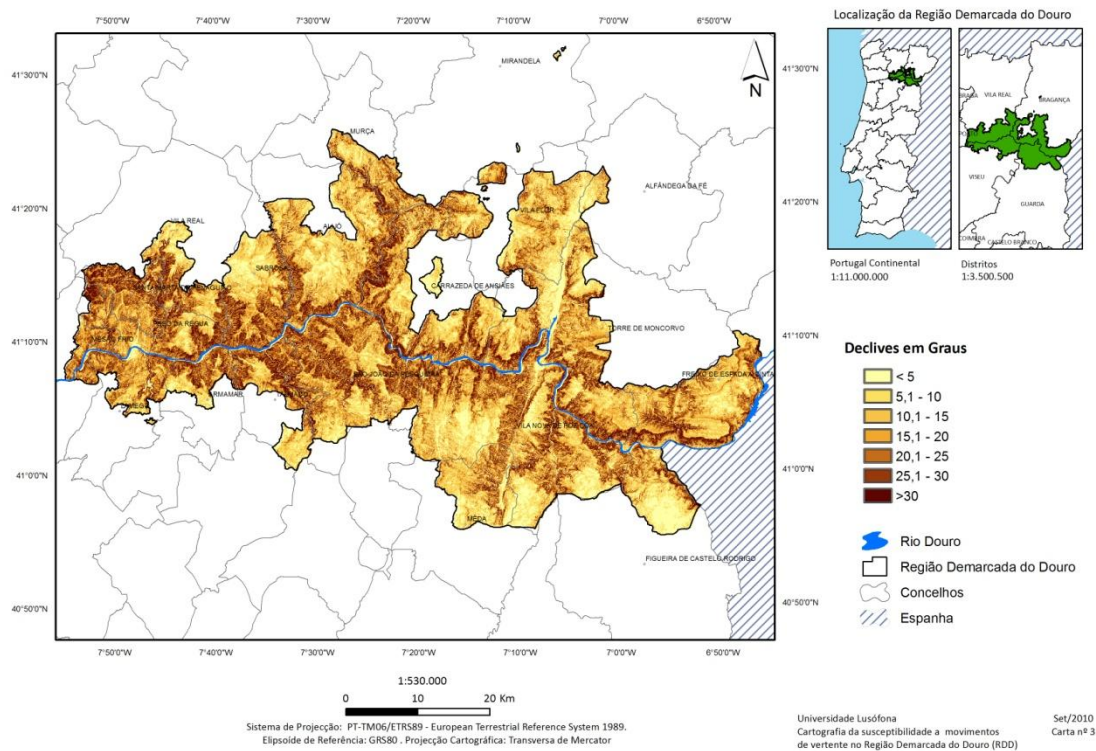 7°50'0"W 7°40'0"W 7°30'0"W 7°20'0"W 7°10'0"W 7°0'0"W 6°50'0"W
41°30'0"N
41°20'0"N
41°10'0"N
41°0'0"N
40°50'0"N
MIRANDELA
MURÇA
ALFÂNDEGA DA FÉ
VILA FLOR
VILA REAL
ALIJÓ
CARRAZEDA DE ANSIÃES
TORRE DE MONCORVO
ARMAMAR
MÊDA
FIGUEIRA DE CASTELO RODRIGO
N
41°30'0"N
41°20'0"N
41°10'0"N
41°0'0"N
40°50'0"N
7°50'0"W 7°40'0"W 7°30'0"W 7°20'0"W 7°10'0"W 7°0'0"W 6°50'0"W
1:530.000
0 10 20 Km
Sistema de Projecção: PT-TM06/ETRS89 - European Terrestrial Reference System 1989.
Elipsoíde de Referência: GRS80 . Projecção Cartográfica: Transversa de Mercator
Localização da Região Demarcada do Douro
VILA REAL
BRAGANÇA
VISEU
GUARDA
COIMBRA
CASTELO BRANCO
Portugal Continental
1:11.000.000
Distritos
1:3.500.500
Declives em Graus
< 5
5,1 - 10
10,1 - 15
15,1 - 20
20,1 - 25
25,1 - 30
>30
Rio Douro
Região Demarcada do Douro
Concelhos
Espanha
Universidade Lusófona Set/2010
Cartografia da susceptibilidade a movimentos Carta nº 3
de vertente no Região Demarcada do Douro (RDD)